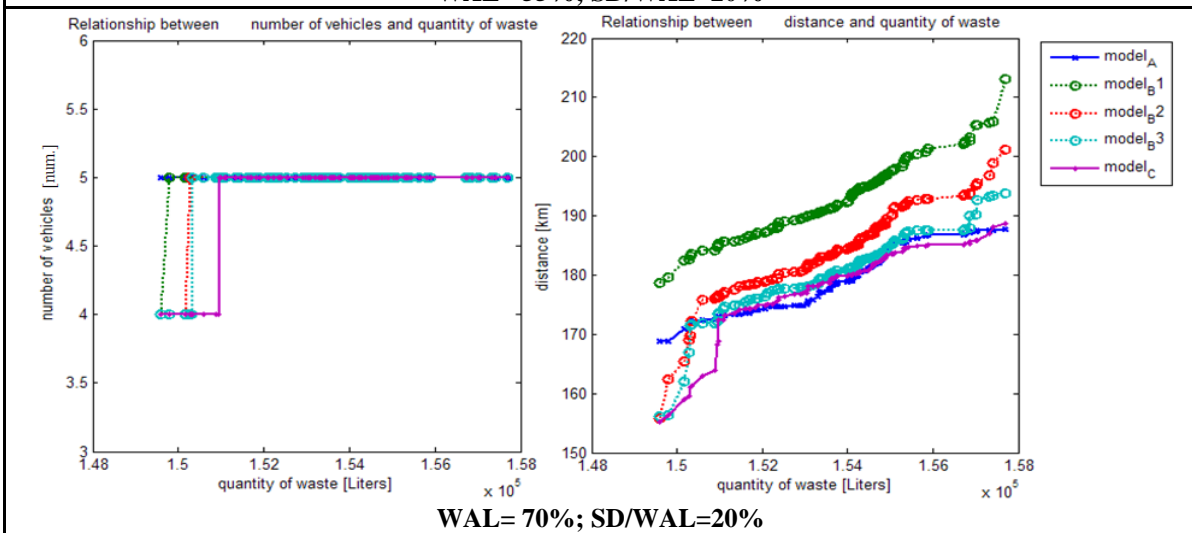 Relationship between number of vehicles and quantity of waste
6
5.5
5
4.5
4
3.5
3
number of vehicles [num.]
1.48 1.5 1.52 1.54 1.56 1.58
quantity of waste [Liters]
x 10^5
Relationship between distance and quantity of waste
220
210
200
190
180
170
160
150
distance [km]
1.48 1.5 1.52 1.54 1.56 1.58
quantity of waste [Liters]
x 10^5
model_A
model_B1
model_B2
model_B3
model_C
WAL= 70%; SD/WAL=20%